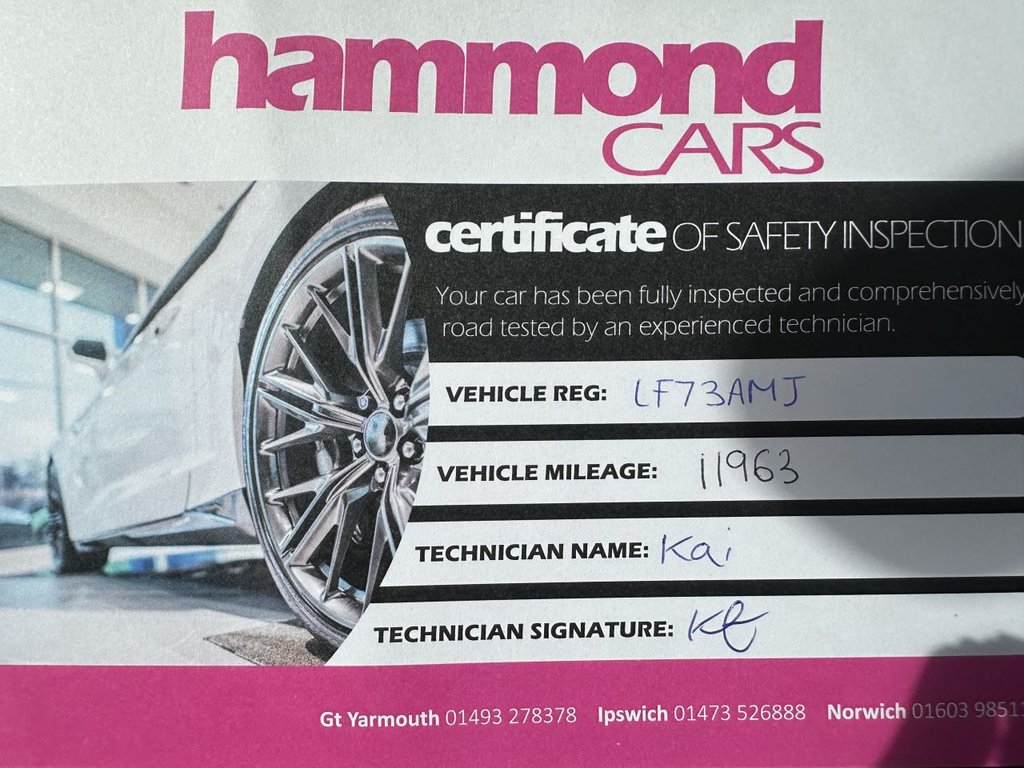 hammond
CARS
certificate OF SAFETY INSPECTION
Your car has been fully inspected and comprehensively
road tested by an experienced technician.
VEHICLE REG: LF73AMJ
VEHICLE MILEAGE: 11963
TECHNICIAN NAME: Kai
TECHNICIAN SIGNATURE:
Gt Yarmouth 01493 278378 Ipswich 01473 526888 Norwich 01603 9851